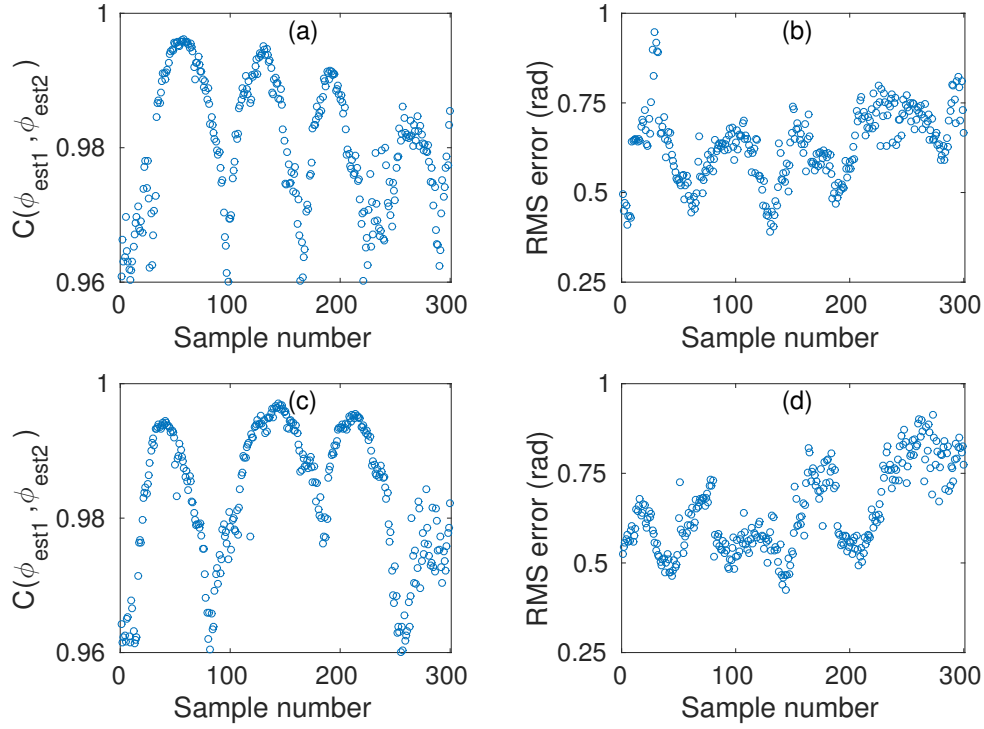 (a)
C(ϕest1,ϕest2)
1
0.98
0.96
0 100 200 300
Sample number
(b)
RMS error (rad)
1
0.75
0.5
0.25
0 100 200 300
Sample number
(c)
C(ϕest1,ϕest2)
1
0.98
0.96
0 100 200 300
Sample number
(d)
RMS error (rad)
1
0.75
0.5
0.25
0 100 200 300
Sample number